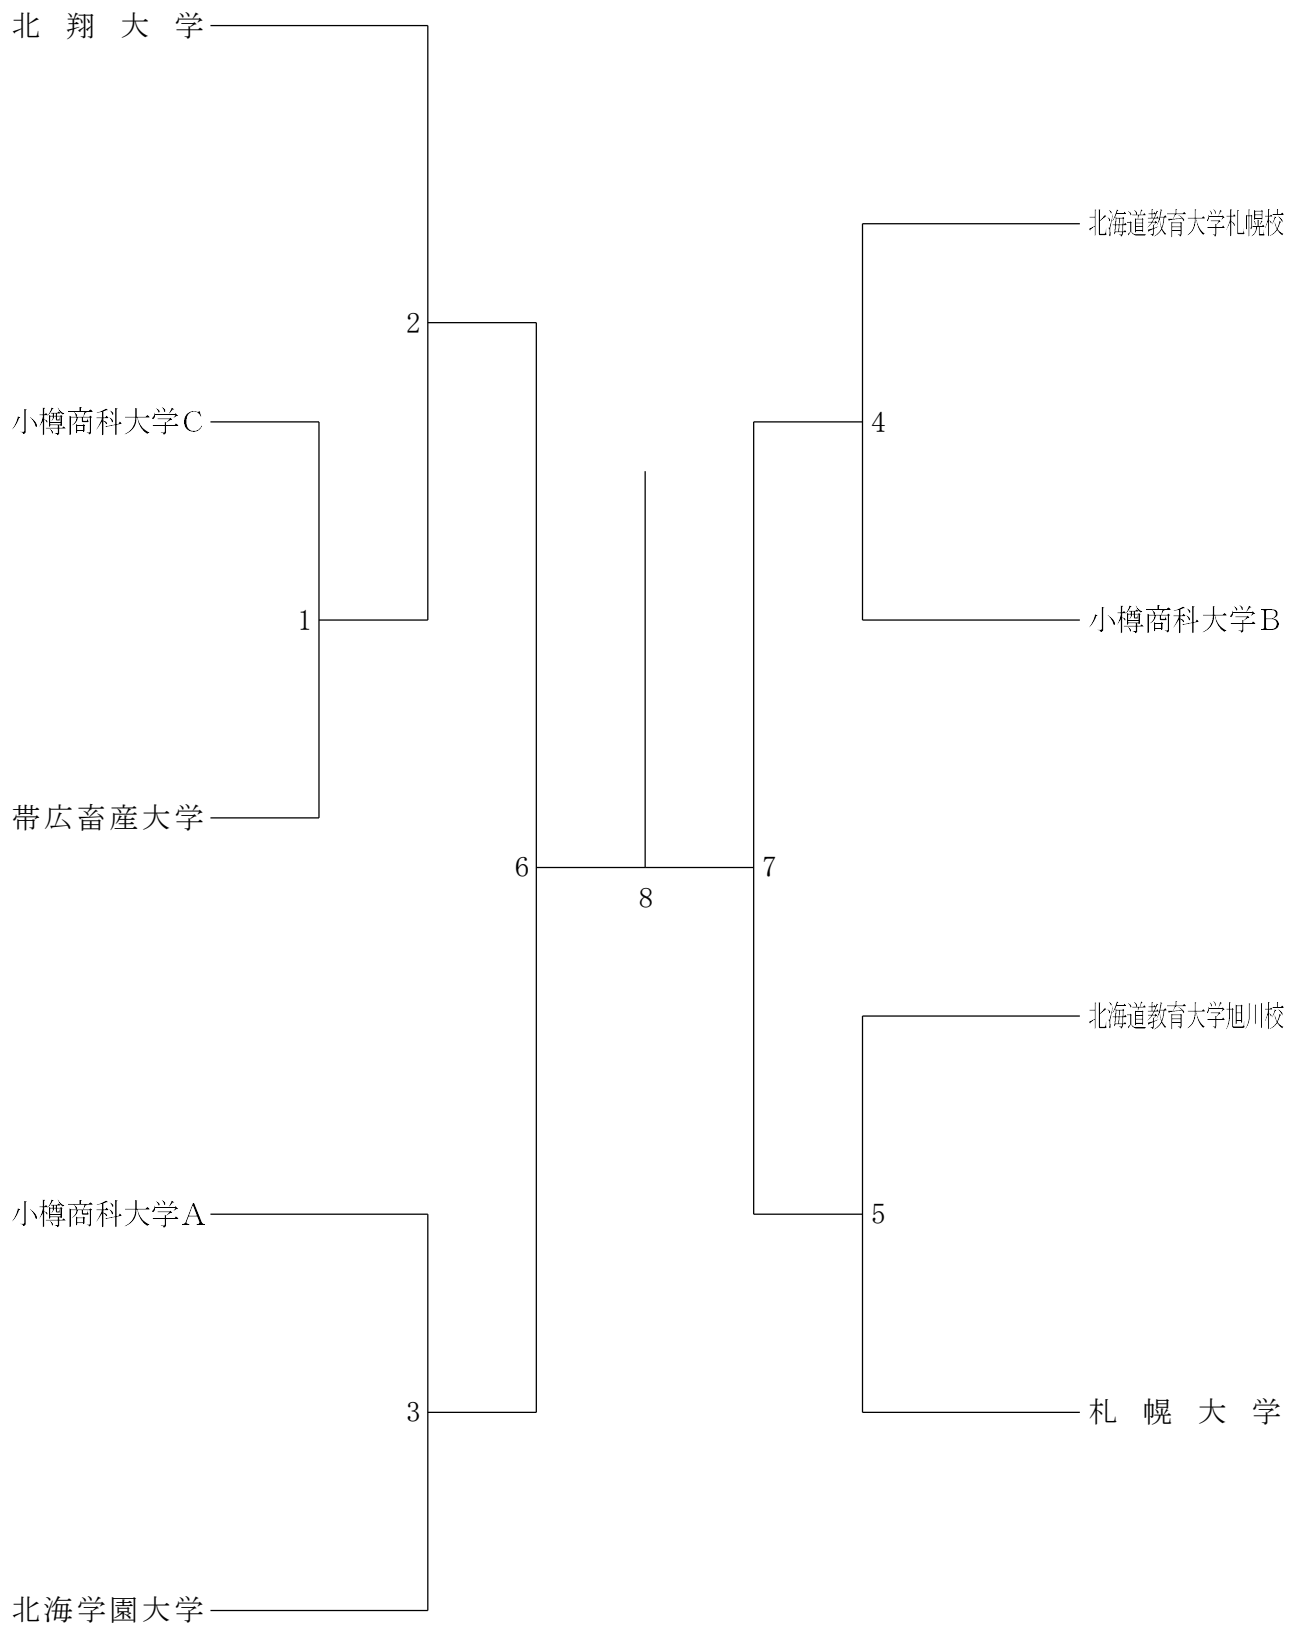 北翔大学
2
小樽商科大学C
1
帯広畜産大学
6
8
小樽商科大学A
3
北海学園大学
北海道教育大学札幌校
4
小樽商科大学B
7
北海道教育大学旭川校
5
札幌大学